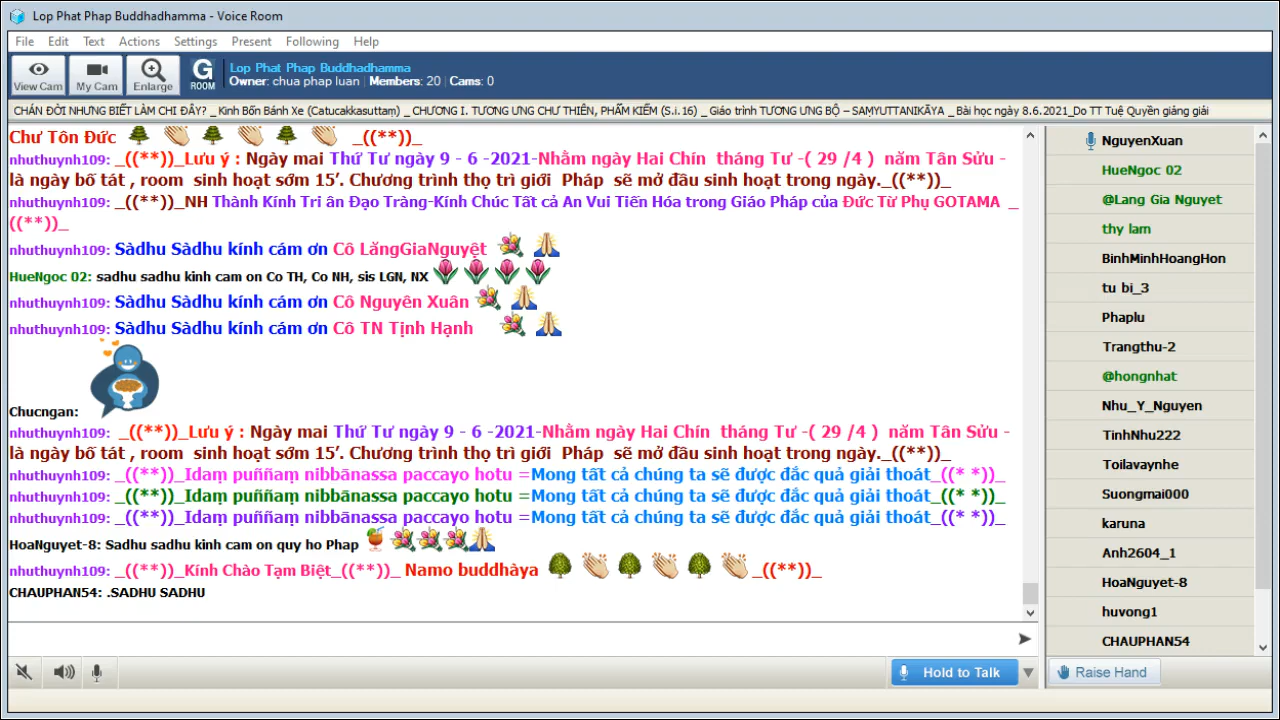 Lop Phat Phap Buddhadhamma - Voice Room
File Edit Text Actions Settings Present Following Help
View Cam My Cam Enlarge G ROOM
Lop Phat Phap Buddhadhamma
Owner: chua phap luan | Members: 20 | Cams: 0
CHÁN ĐỜI NHƯNG BIẾT LÀM CHI ĐÂY? _ Kinh Bốn Bánh Xe (Catucakkasuttaṃ) _ CHƯƠNG I. TƯƠNG ƯNG CHƯ THIÊN, PHẨM KIẾM (S.i.16) _ Giáo trình TƯƠNG ƯNG BỘ – SAṂYUTTANIKĀYA _ Bài học ngày 8.6.2021_Do TT Tuệ Quyền giảng giải
Chư Tôn Đức _((**))_
nhuthuynh109: _((**))_Lưu ý : Ngày mai Thứ Tư ngày 9 - 6 -2021-Nhằm ngày Hai Chín tháng Tư -( 29 /4 ) năm Tân Sửu -
là ngày bố tát , room sinh hoạt sớm 15’. Chương trình thọ trì giới Pháp sẽ mở đầu sinh hoạt trong ngày._((**))_
nhuthuynh109: _((**))_NH Thành Kính Tri ân Đạo Tràng-Kính Chúc Tất cả An Vui Tiến Hóa trong Giáo Pháp của Đức Từ Phụ GOTAMA _
((**))_
nhuthuynh109: Sàdhu Sàdhu kính cám ơn Cô LăngGiaNguyệt
HueNgoc 02: sadhu sadhu kinh cam on Co TH, Co NH, sis LGN, NX
nhuthuynh109: Sàdhu Sàdhu kính cám ơn Cô Nguyên Xuân
nhuthuynh109: Sàdhu Sàdhu kính cám ơn Cô TN Tịnh Hạnh
Chucngan:
nhuthuynh109: _((**))_Lưu ý : Ngày mai Thứ Tư ngày 9 - 6 -2021-Nhằm ngày Hai Chín tháng Tư -( 29 /4 ) năm Tân Sửu -
là ngày bố tát , room sinh hoạt sớm 15’. Chương trình thọ trì giới Pháp sẽ mở đầu sinh hoạt trong ngày._((**))_
nhuthuynh109: _((**))_Idaṃ puññaṃ nibbānassa paccayo hotu =Mong tất cả chúng ta sẽ được đắc quả giải thoát_((* *))_
nhuthuynh109: _((**))_Idaṃ puññaṃ nibbānassa paccayo hotu =Mong tất cả chúng ta sẽ được đắc quả giải thoát_((* *))_
nhuthuynh109: _((**))_Idaṃ puññaṃ nibbānassa paccayo hotu =Mong tất cả chúng ta sẽ được đắc quả giải thoát_((* *))_
HoaNguyet-8: Sadhu sadhu kinh cam on quy ho Phap
nhuthuynh109: _((**))_Kính Chào Tạm Biệt_((**))_ Namo buddhàya _((**))_
CHAUPHAN54: .SADHU SADHU
NguyenXuan
HueNgoc 02
@Lang Gia Nguyet
thy lam
BinhMinhHoangHon
tu bi_3
Phaplu
Trangthu-2
@hongnhat
Nhu_Y_Nguyen
TinhNhu222
Toilavaynhe
Suongmai000
karuna
Anh2604_1
HoaNguyet-8
huvong1
CHAUPHAN54
Hold to Talk
Raise Hand